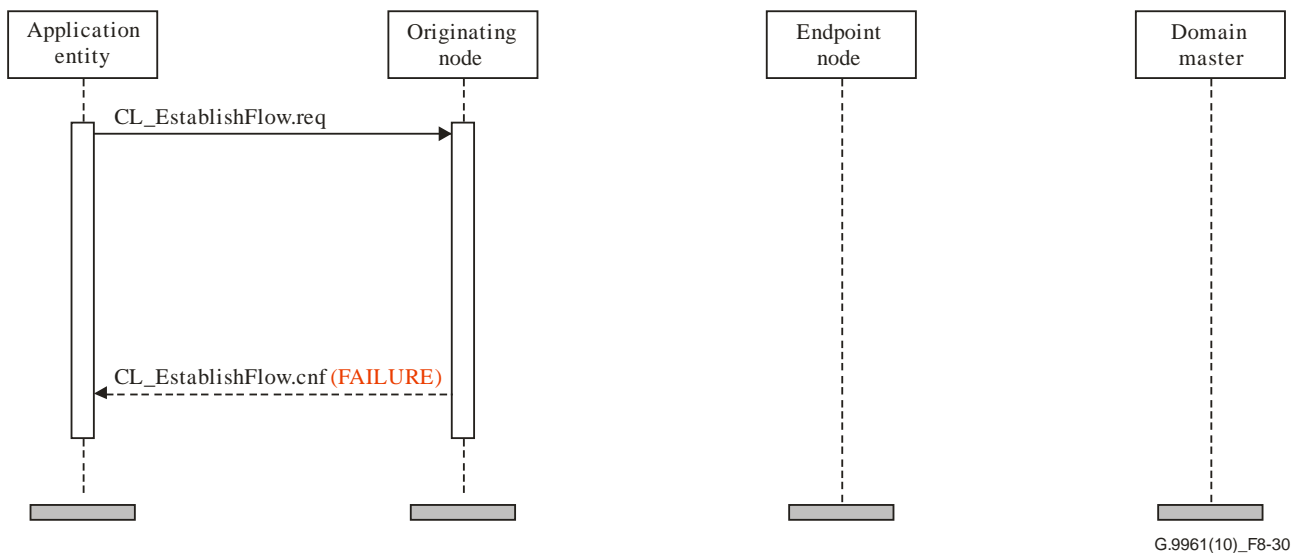 Application
entity
Originating
node
Endpoint
node
Domain
master
CL_EstablishFlow.req
CL_EstablishFlow.cnf (FAILURE)
G.9961(10)_F8-30